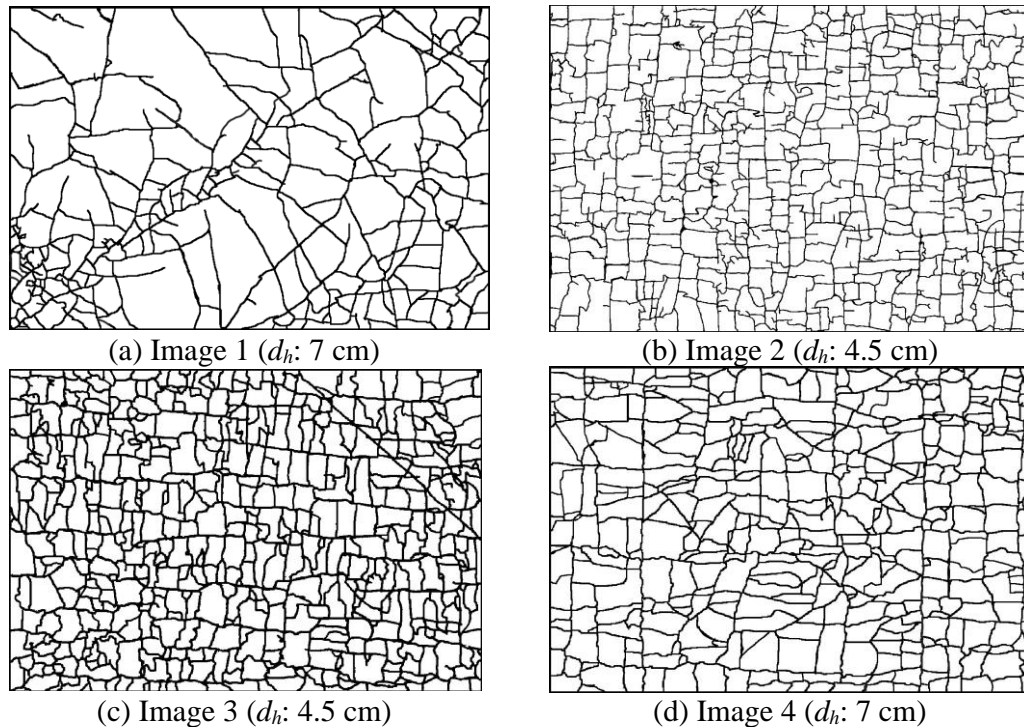 (a) Image 1 (dh: 7 cm)
(b) Image 2 (dh: 4.5 cm)
(c) Image 3 (dh: 4.5 cm)
(d) Image 4 (dh: 7 cm)